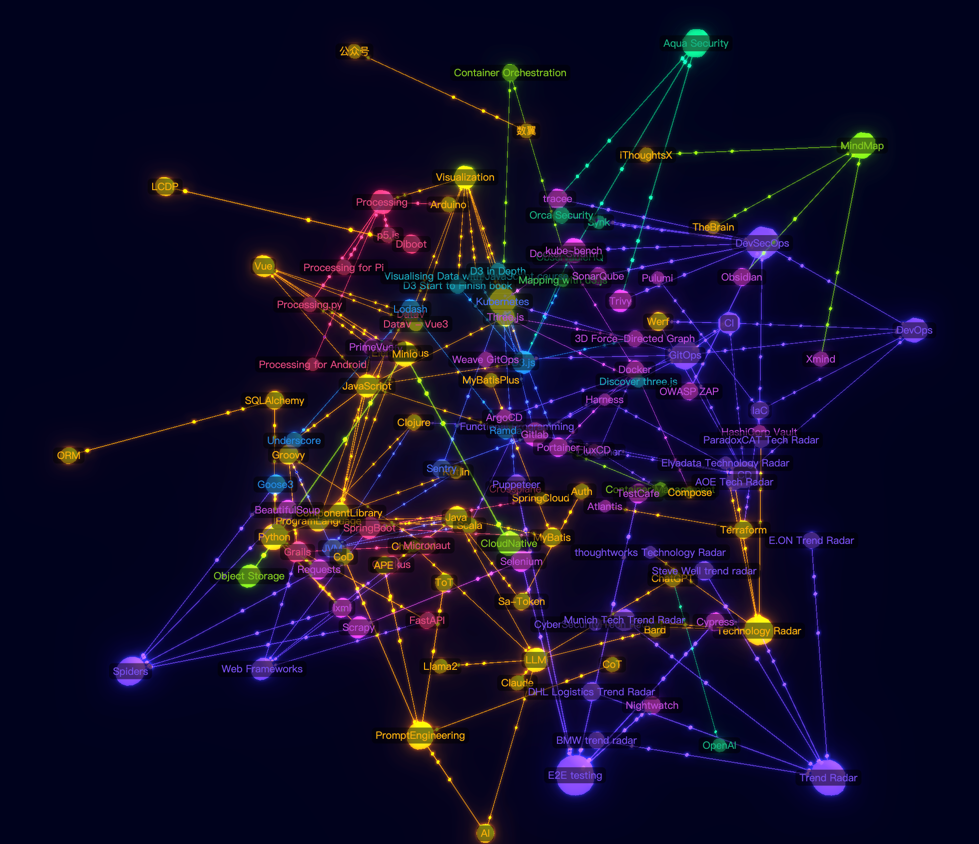 Aqua Security
公众号
Container Orchestration
数翼
MindMap
iThoughtsX
Visualization
LCDP
Processing
Arduino
tracee
Orca Security
Snyk
TheBrain
p5.js
Diboot
DevSecOps
kube-bench
Vue
Processing for Pi
D3 in Depth
Visualising Data with
SonarQube
Pulumi
Obsidian
Mapping with d3.js
D3 Start to Finish book
Processing.py
Kubernetes
Trivy
Lodash
Three.js
Werf
CI
DevOps
Vue3
3D Force-Directed Graph
PrimeVue
Minio
Weave GitOps
GitOps
Xmind
Processing for Android
Docker
MyBatisPlus
Discover three.js
JavaScript
OWASP ZAP
SQLAlchemy
Harness
IaC
ArgoCD
Clojure
Ramd
Gitlab
HashiCorp Vault
Underscore
ParadoxCAT Tech Radar
Portainer
FluxCD
ORM
Groovy
Elyadata Technology Radar
Sentry
AOE Tech Radar
Goose3
Puppeteer
Auth
TestCafe
Compose
SpringCloud
BeautifulSoup
Atlantis
ComponentLibrary
ProgramLanguage
Java
Scala
SpringBoot
Terraform
Python
MyBatis
E.ON Trend Radar
CloudNative
Micronaut
Grails
thoughtworks Technology Radar
CoD
APE
Selenium
Requests
Steve Well trend radar
Object Storage
ChatGPT
ToT
lxml
Sa-Token
FastAPI
Munich Tech Trend Radar
Cypress
Scrapy
Bard
Technology Radar
LLM
Llama2
CoT
Spiders
Web Frameworks
Claude
DHL Logistics Trend Radar
Nightwatch
PromptEngineering
BMW trend radar
OpenAI
E2E testing
Trend Radar
AI